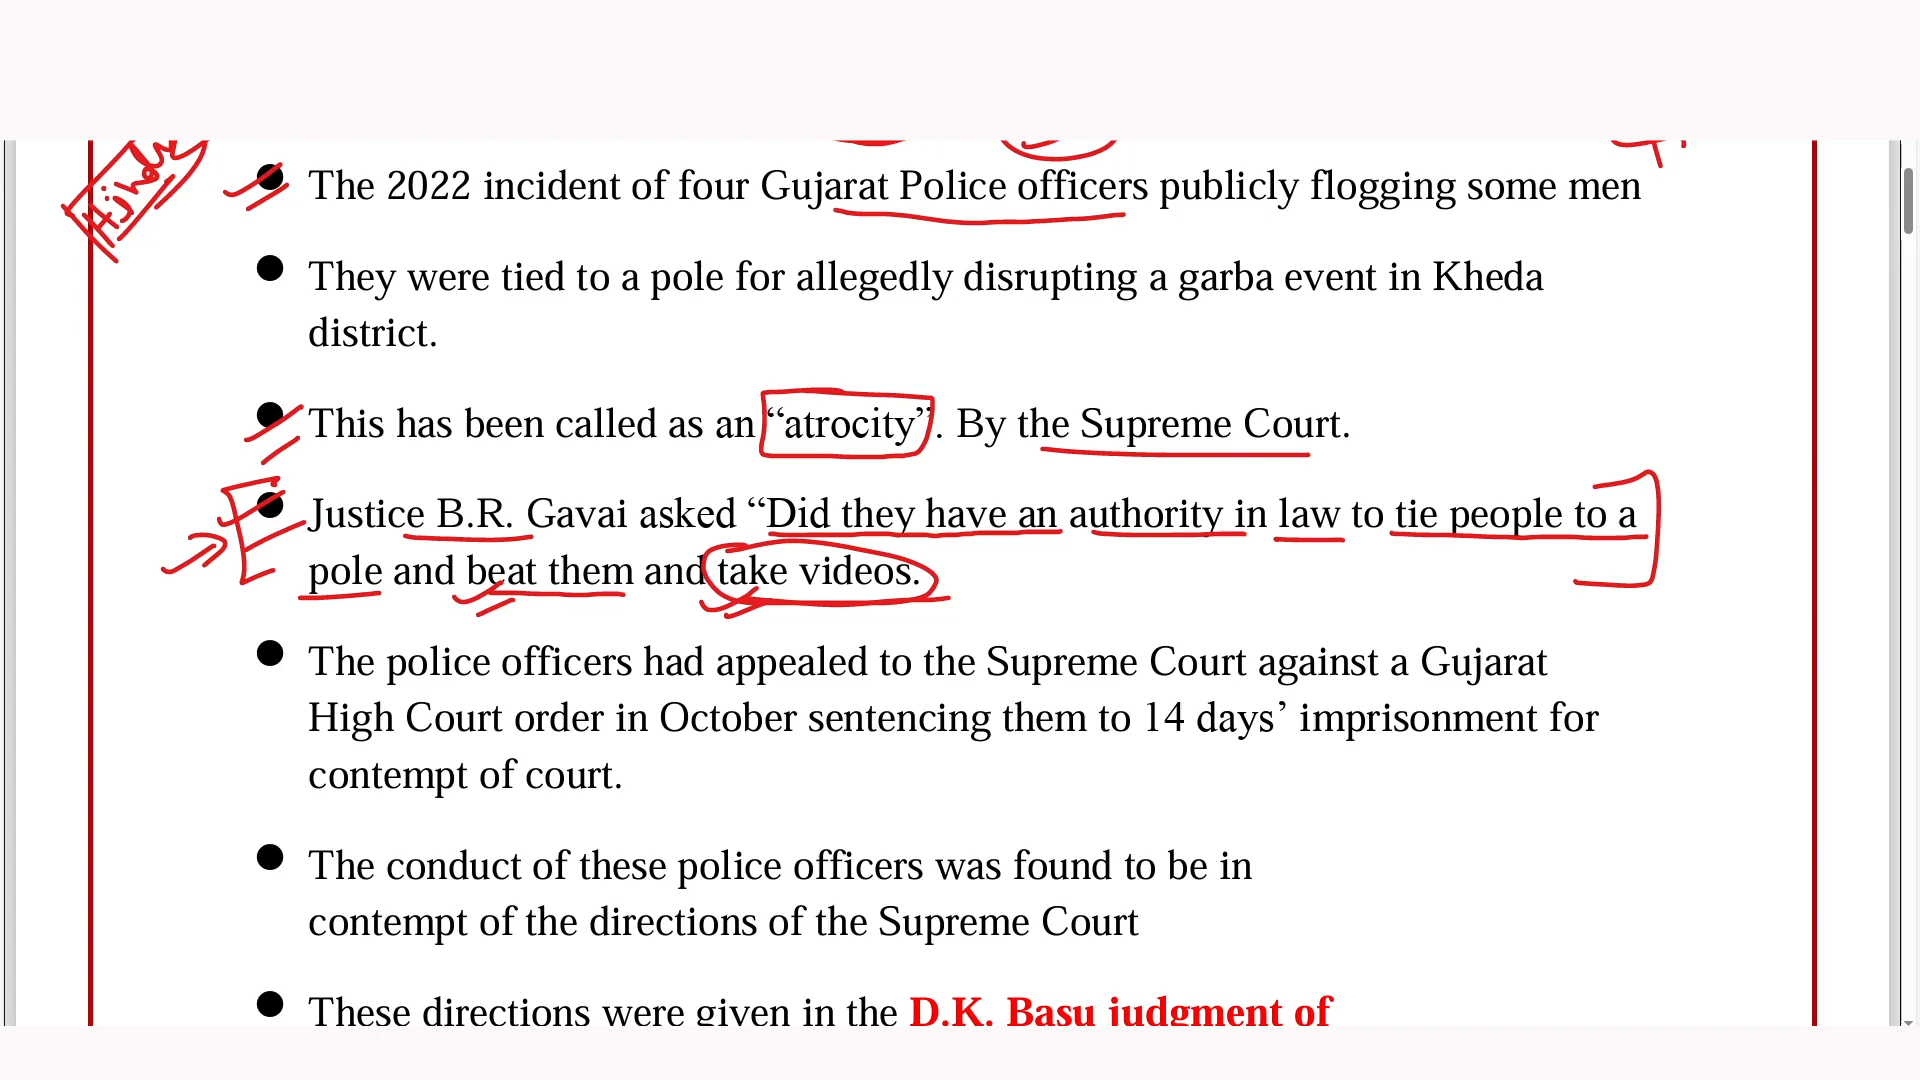 The 2022 incident of four Gujarat Police officers publicly flogging some men
They were tied to a pole for allegedly disrupting a garba event in Kheda
district.
This has been called as an “atrocity”. By the Supreme Court.
Justice B.R. Gavai asked “Did they have an authority in law to tie people to a
pole and beat them and take videos.
The police officers had appealed to the Supreme Court against a Gujarat
High Court order in October sentencing them to 14 days’ imprisonment for
contempt of court.
The conduct of these police officers was found to be in
contempt of the directions of the Supreme Court
These directions were given in the D.K. Basu judgment of